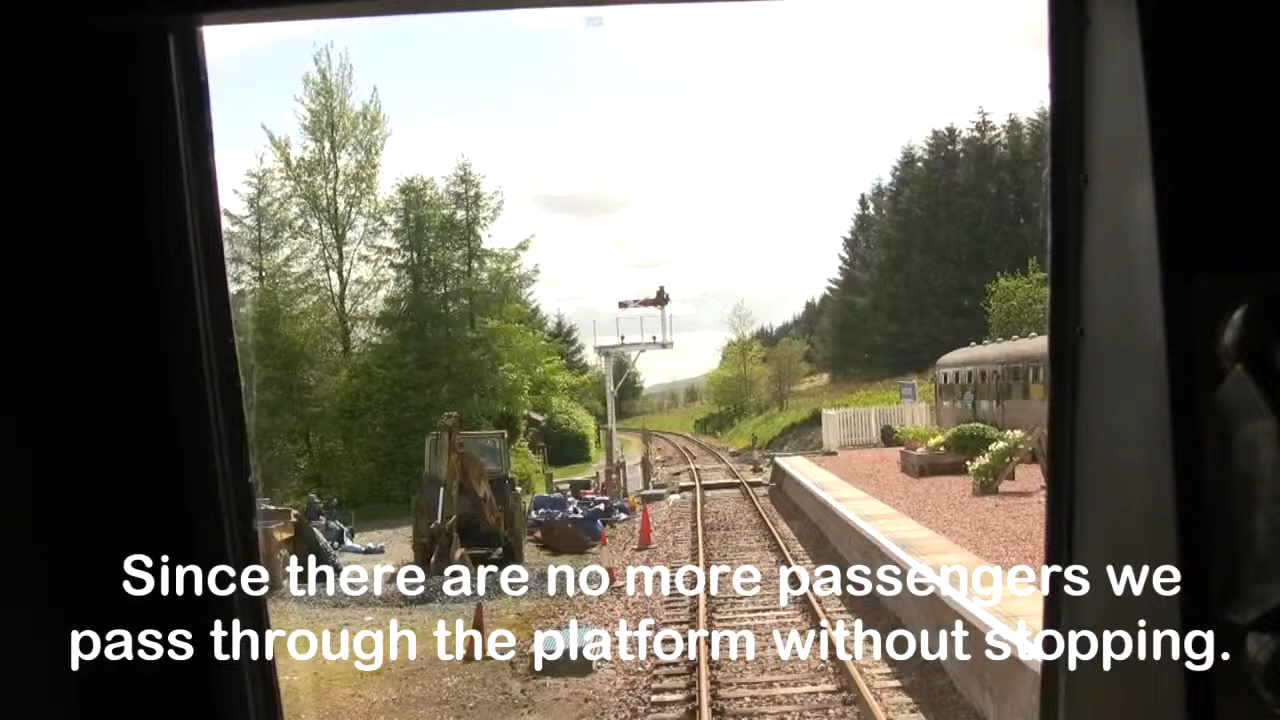 Since there are no more passengers we
pass through the platform without stopping.